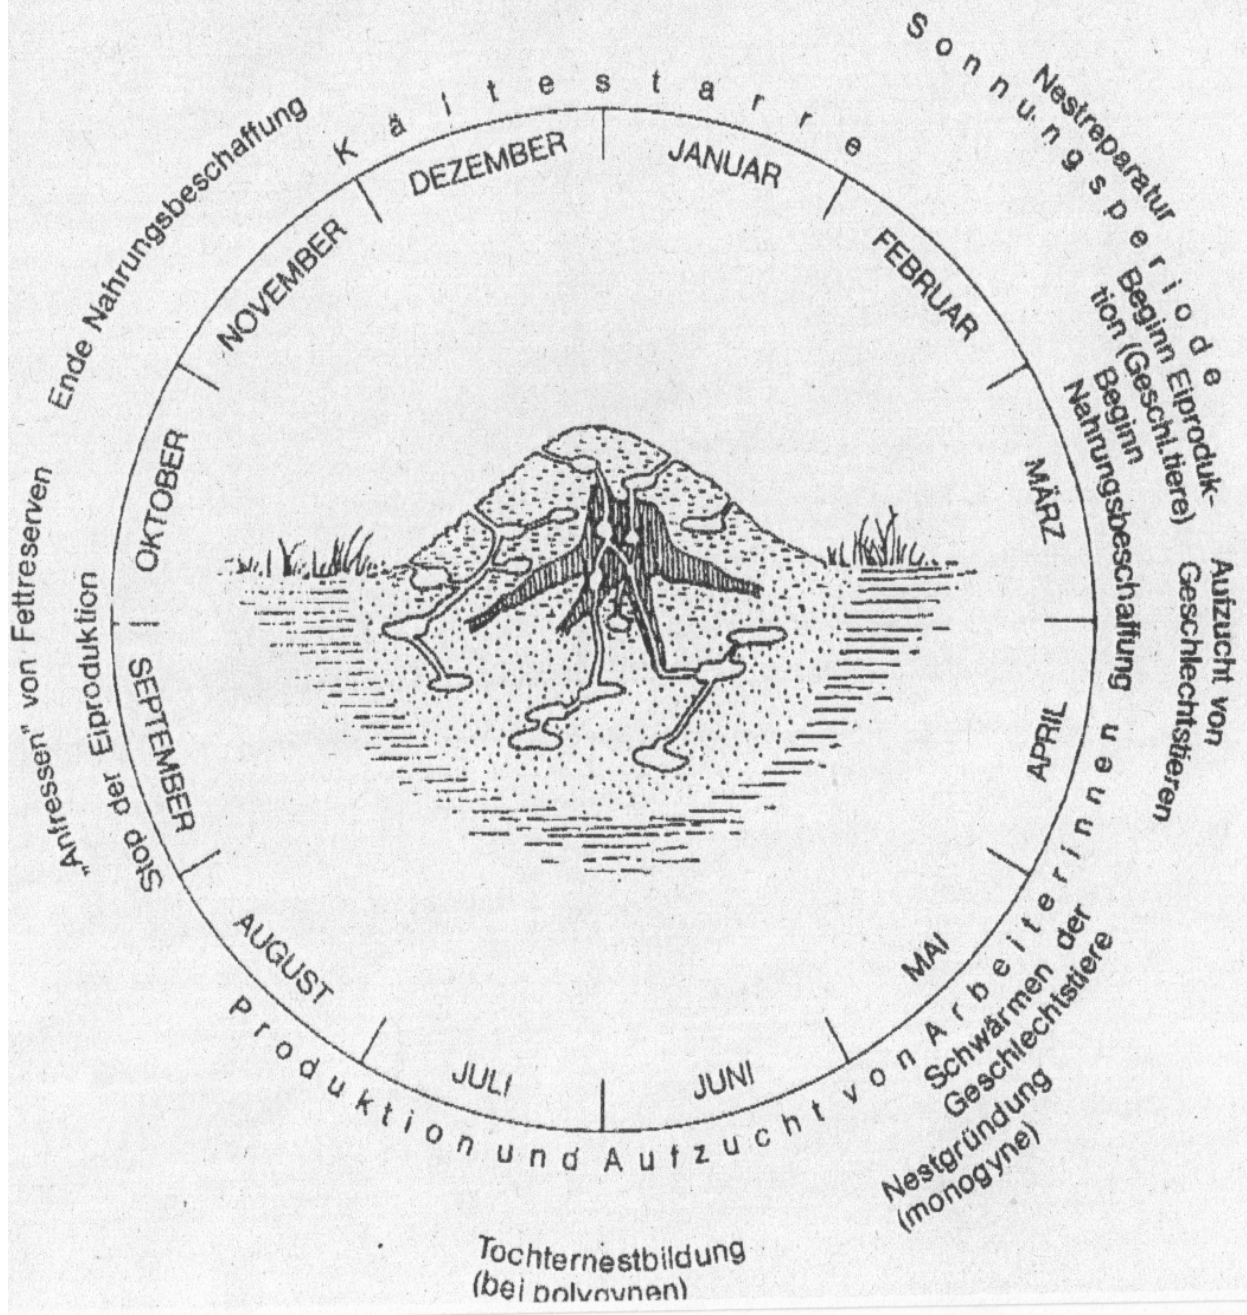 Kältestarre
JANUAR
FEBRUAR
MÄRZ
APRIL
MAI
JUNI
JULI
AUGUST
SEPTEMBER
OKTOBER
NOVEMBER
DEZEMBER
Sonnungsperiode
Nestreparatur
Beginn Eiproduk-
tion (Geschl.tiere)
Beginn
Nahrungsbeschaffung
Aufzucht von
Geschlechtstieren
Produktion und Aufzucht von Arbeiterinnen
Schwärmen der
Geschlechtstiere
Nestgründung
(monogyne)
Tochternestbildung
(bei polygynen)
Stop der Eiproduktion
„Anfressen" von Fettreserven
Ende Nahrungsbeschaffung